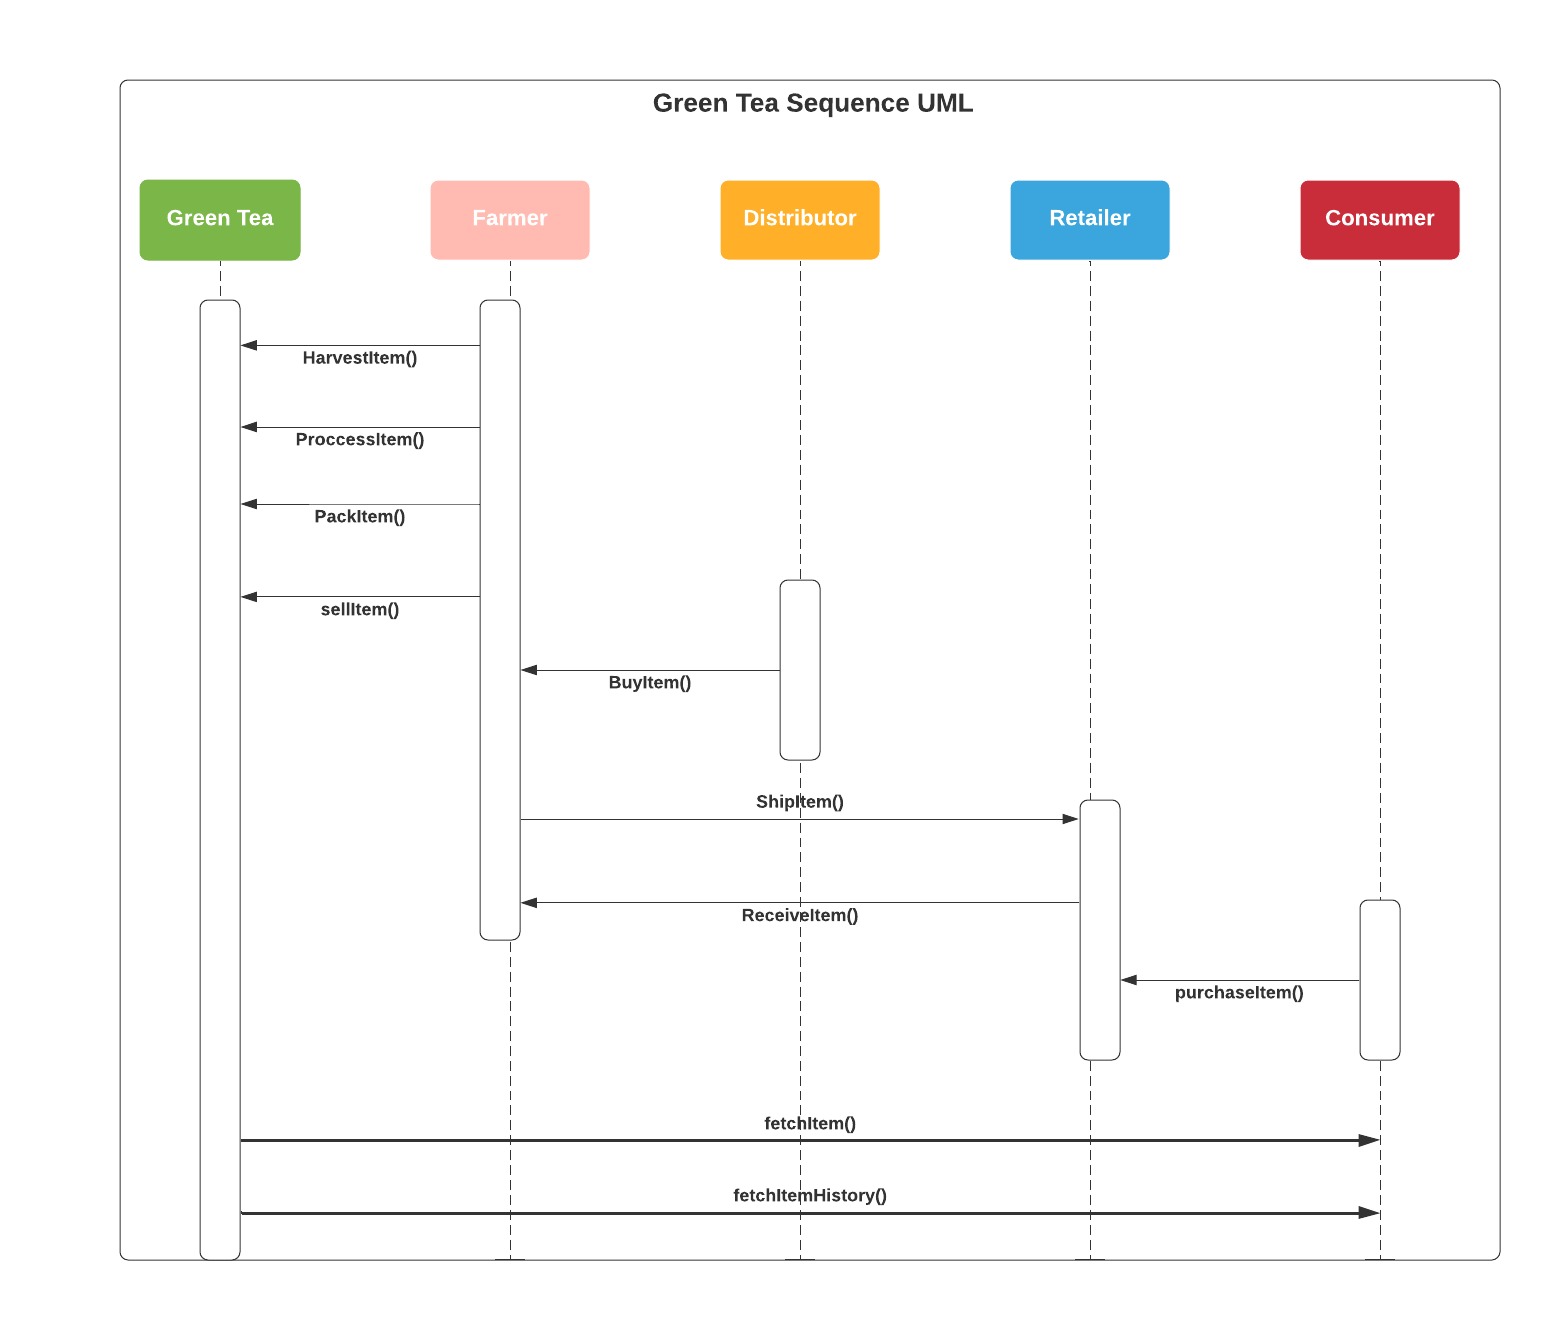 Green Tea Sequence UML
Green Tea
Farmer
Distributor
Retailer
Consumer
HarvestItem()
ProccessItem()
PackItem()
sellItem()
BuyItem()
ShipItem()
ReceiveItem()
purchaseItem()
fetchItem()
fetchItemHistory()